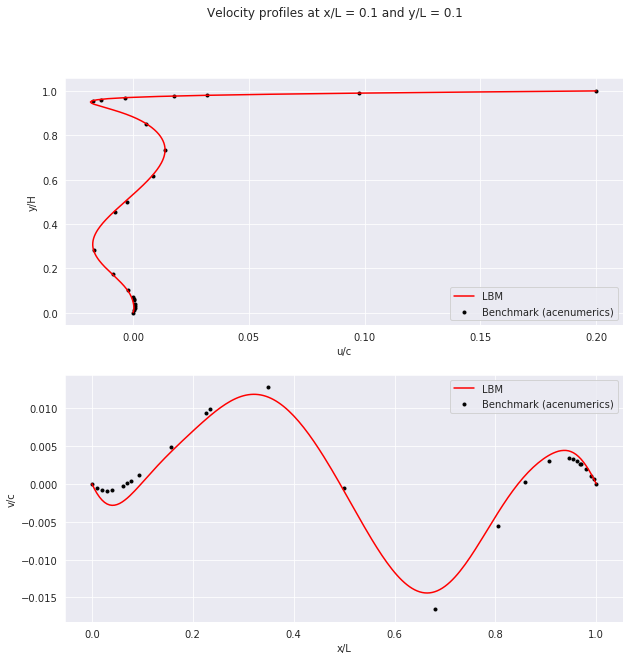 Velocity profiles at x/L = 0.1 and y/L = 0.1
1.0
0.8
0.6
0.4
0.2
0.0
y/H
LBM
Benchmark (acenumerics)
0.00
0.05
0.10
0.15
0.20
u/c
LBM
Benchmark (acenumerics)
0.010
0.005
0.000
−0.005
−0.010
−0.015
v/c
0.0
0.2
0.4
0.6
0.8
1.0
x/L